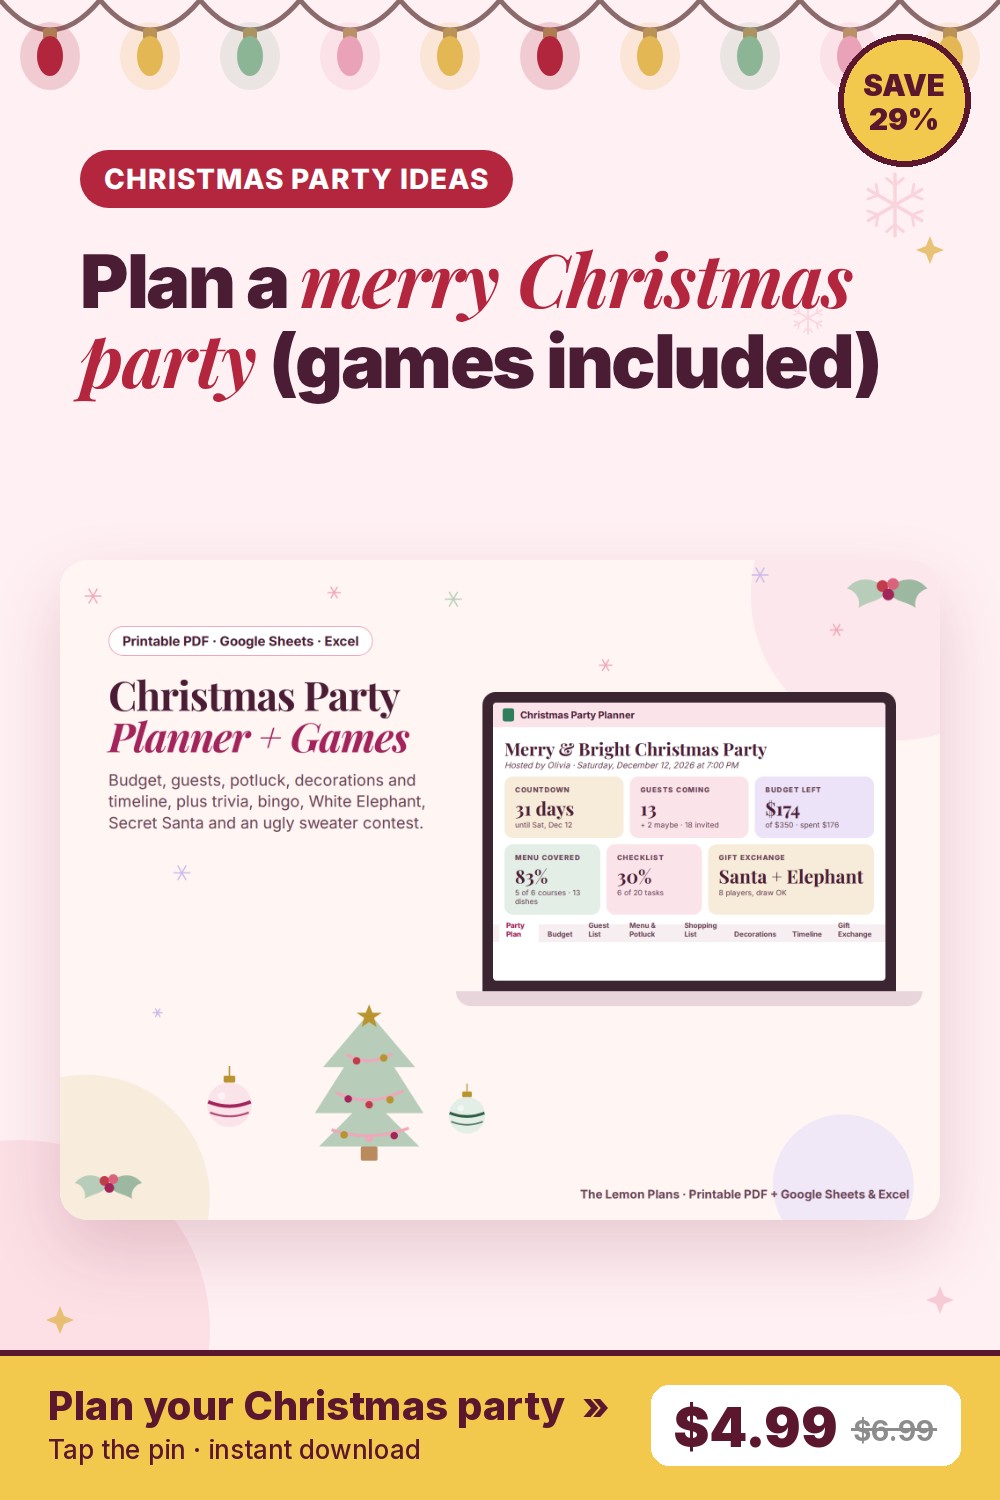 SAVE
29%
CHRISTMAS PARTY IDEAS
Plan a merry Christmas
party (games included)
Printable PDF · Google Sheets · Excel
Christmas Party
Planner + Games
Budget, guests, potluck, decorations and
timeline, plus trivia, bingo, White Elephant,
Secret Santa and an ugly sweater contest.
Christmas Party Planner
Merry & Bright Christmas Party
Hosted by Olivia · Saturday, December 12, 2026 at 7:00 PM
COUNTDOWN
31 days
until Sat, Dec 12
GUESTS COMING
13
+ 2 maybe · 18 invited
BUDGET LEFT
$174
of $350 · spent $176
MENU COVERED
83%
5 of 6 courses · 13
dishes
CHECKLIST
30%
6 of 20 tasks
GIFT EXCHANGE
Santa + Elephant
8 players, draw OK
Party
Plan
Budget
Guest
List
Menu &
Potluck
Shopping
List
Decorations
Timeline
Gift
Exchange
The Lemon Plans · Printable PDF + Google Sheets & Excel
Plan your Christmas party »
Tap the pin · instant download
$4.99 $6.99